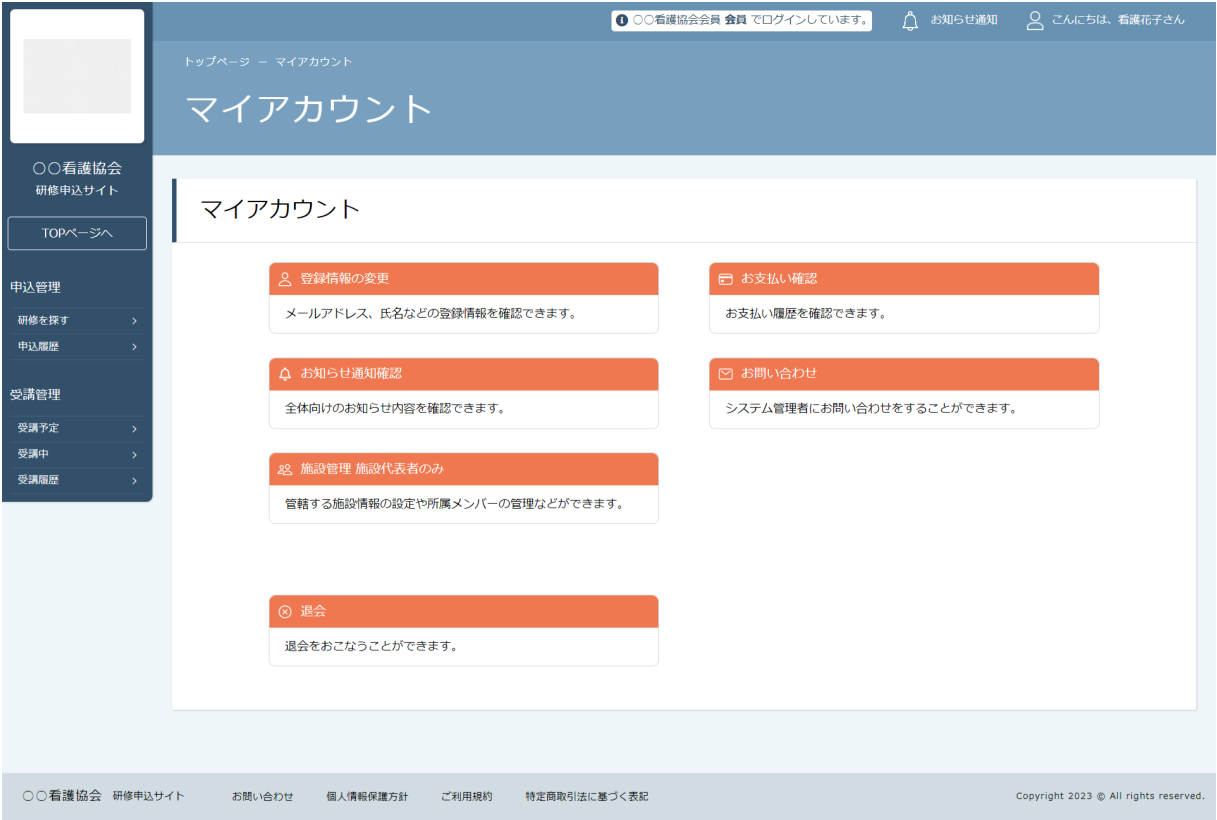 〇〇看護協会会員 会員 でログインしています。
お知らせ通知
こんにちは、看護花子さん
トップページ － マイアカウント
マイアカウント
〇〇看護協会
研修申込サイト
TOPページへ
申込管理
研修を探す
申込履歴
受講管理
受講予定
受講中
受講履歴
マイアカウント
登録情報の変更
メールアドレス、氏名などの登録情報を確認できます。
お支払い確認
お支払い履歴を確認できます。
お知らせ通知確認
全体向けのお知らせ内容を確認できます。
お問い合わせ
システム管理者にお問い合わせをすることができます。
施設管理 施設代表者のみ
管轄する施設情報の設定や所属メンバーの管理などができます。
退会
退会をおこなうことができます。
〇〇看護協会 研修申込サイト お問い合わせ 個人情報保護方針 ご利用規約 特定商取引法に基づく表記 Copyright 2023 © All rights reserved.